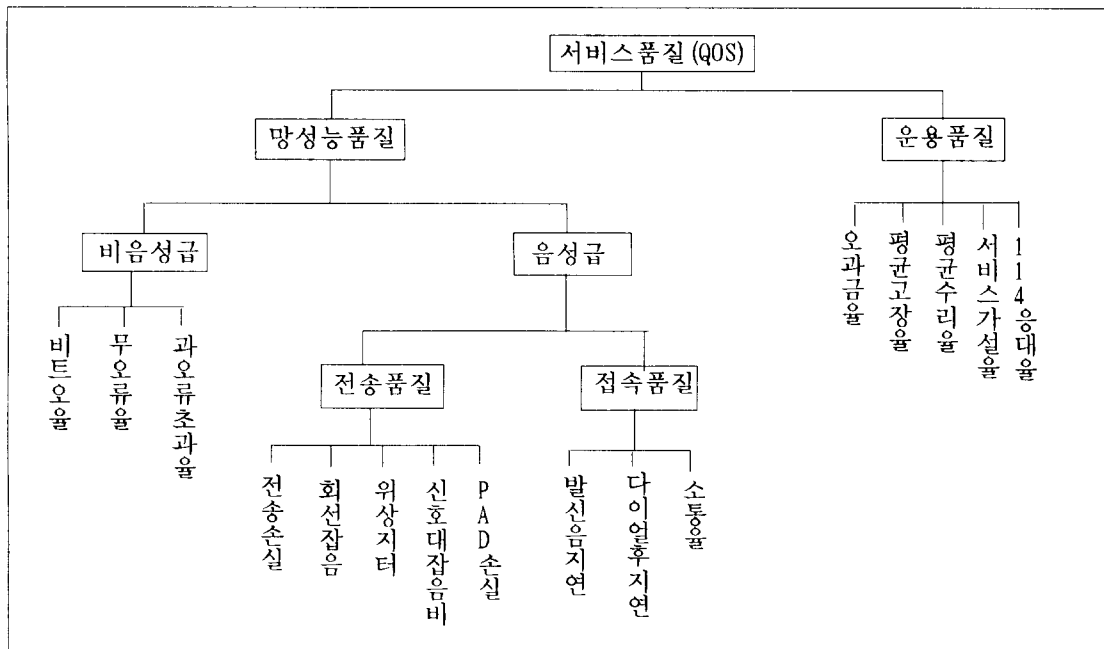 서비스품질(QOS)
망성능품질
운용품질
비음성급
음성급
오과금율
평균고장율
평균수리율
서비스가설율
114응대율
비트오율
무오류율
과오류초과율
전송품질
접속품질
전송손실
회선잡음
위상지터
신호대잡음비
PAD손실
발신음지연
다이얼후지연
소통율